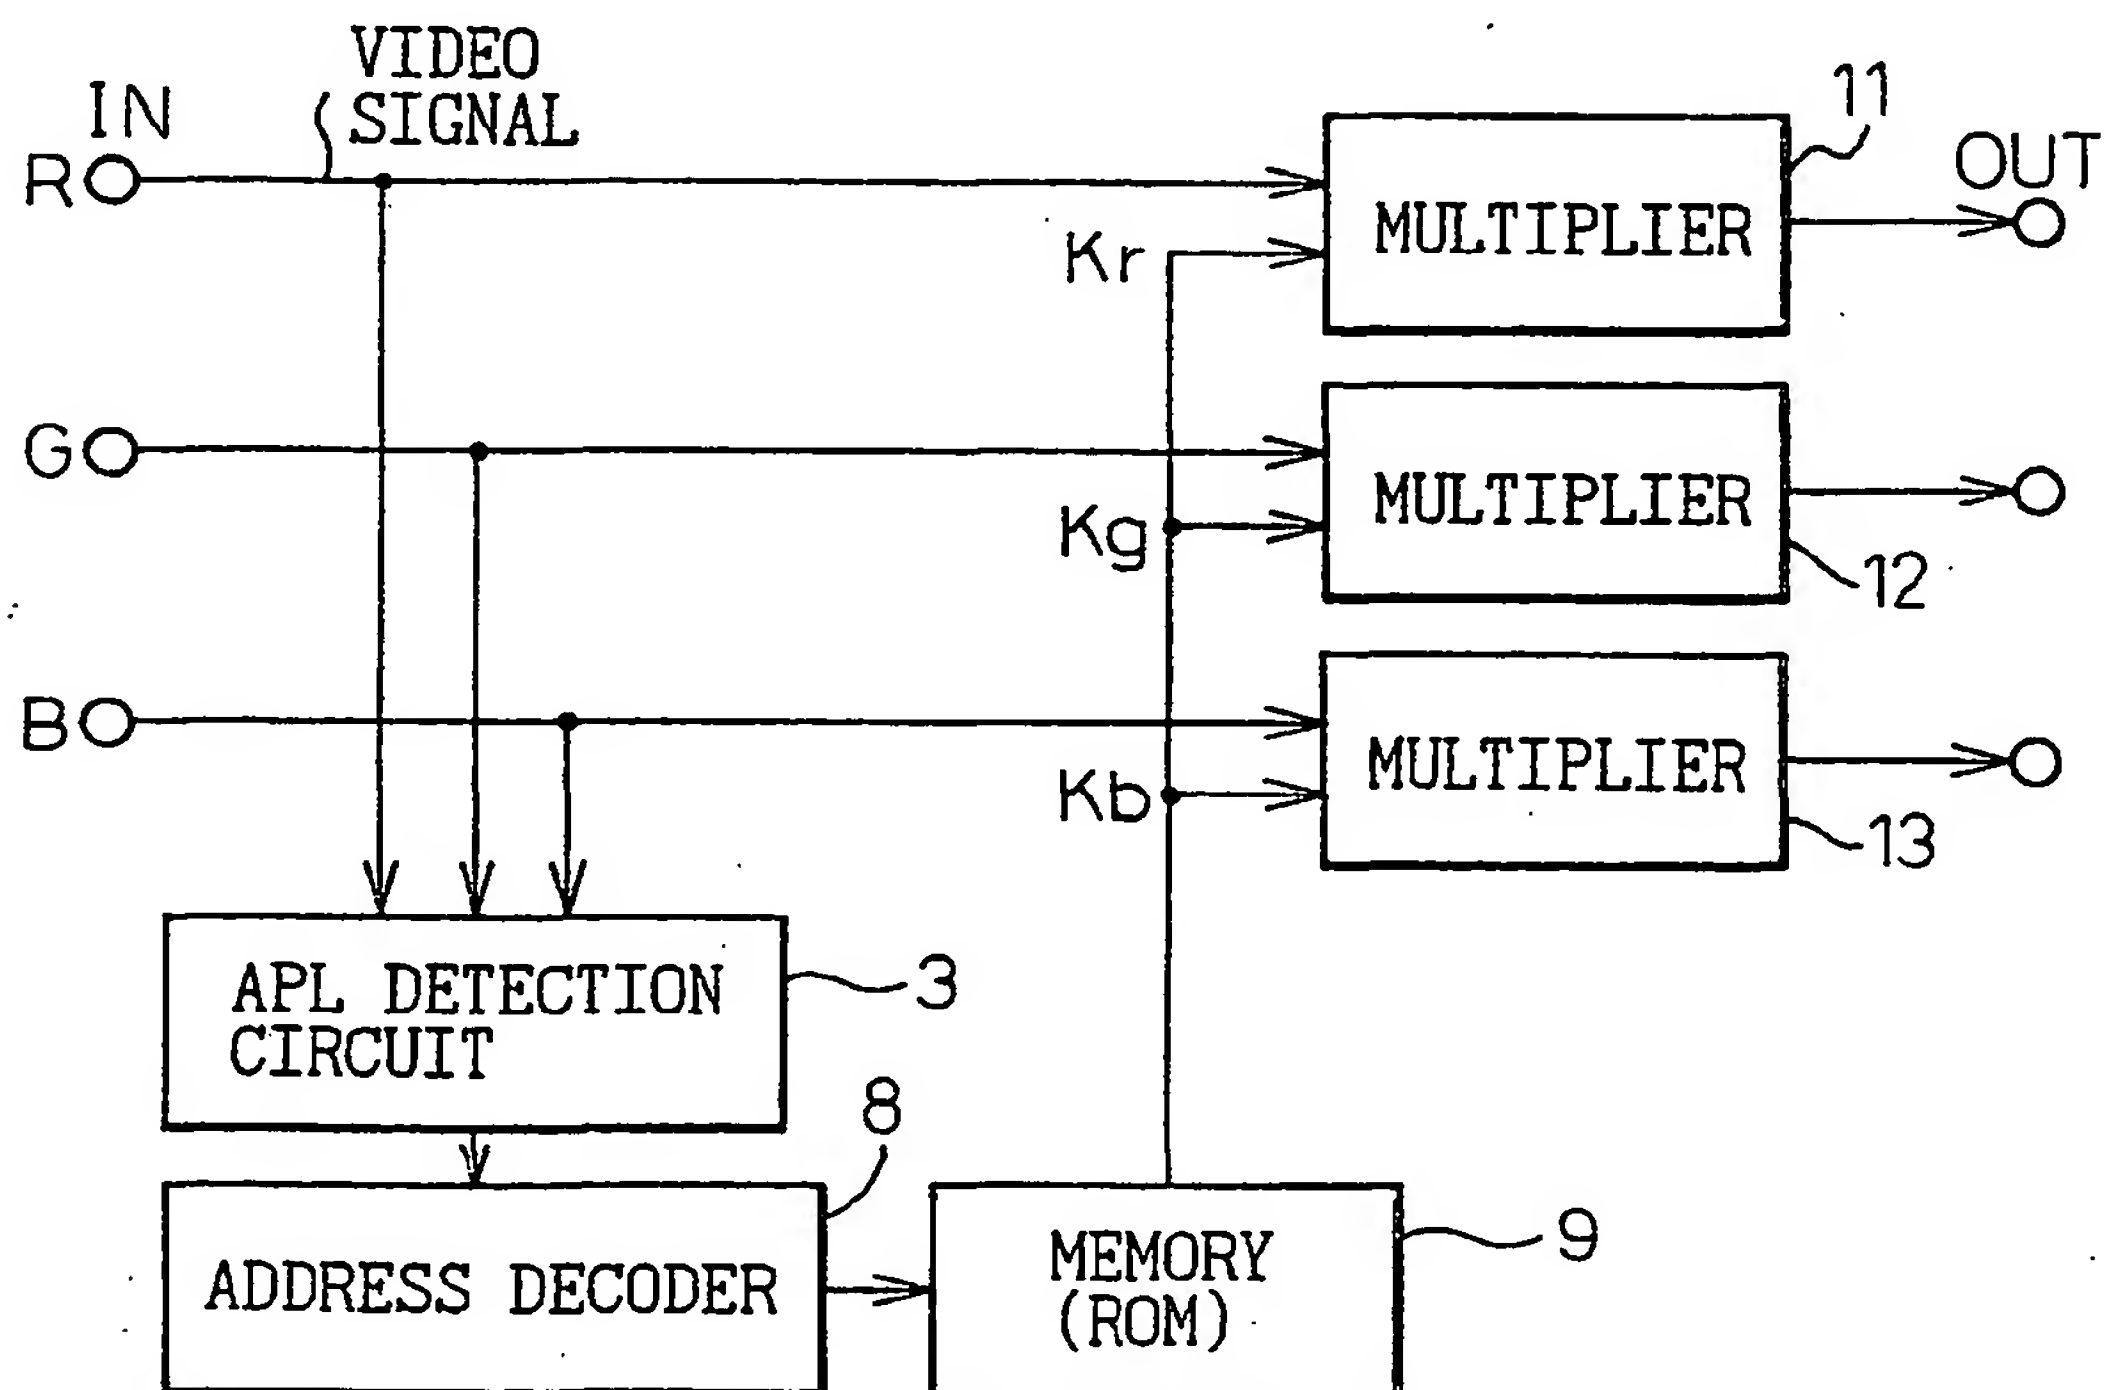 VIDEO
SIGNAL
IN
R
11
OUT
MULTIPLIER
Kr
G
MULTIPLIER
Kg
12
B
MULTIPLIER
Kb
13
APL DETECTION
CIRCUIT
3
8
ADDRESS DECODER
MEMORY
(ROM)
9